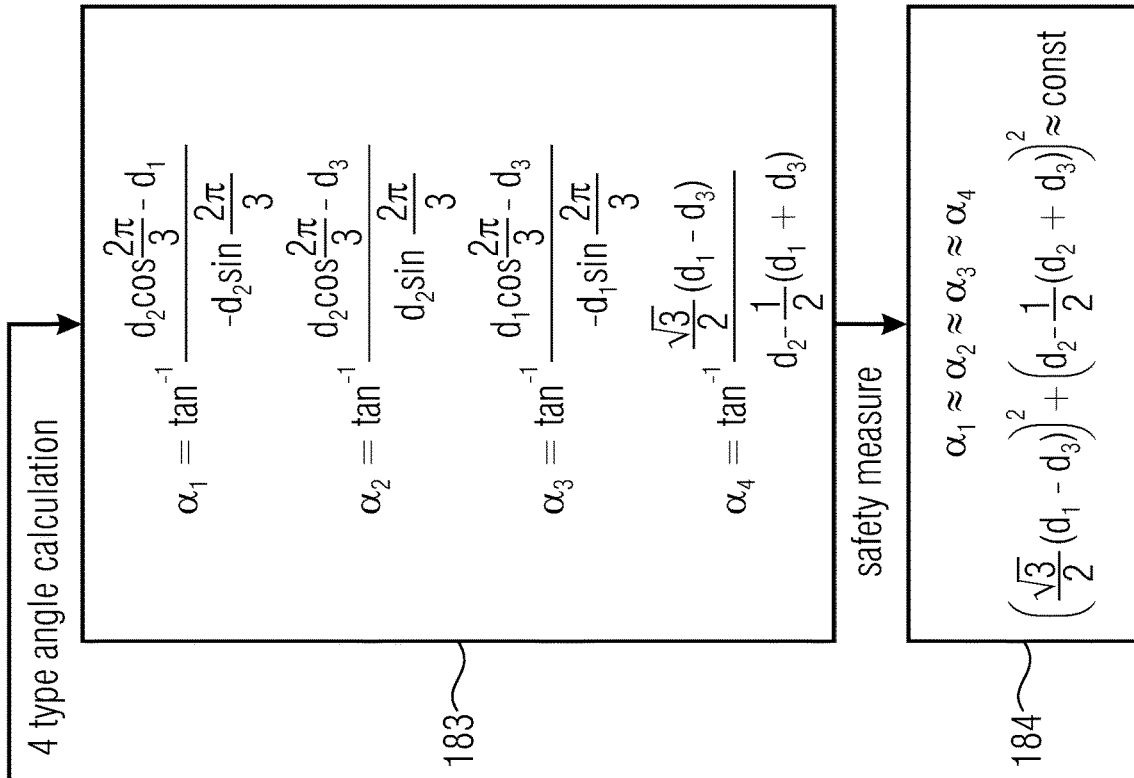 4 type angle calculation
α₁ = tan⁻¹ (d₂cos 2π/3 - d₁) / (-d₂sin 2π/3)
α₂ = tan⁻¹ (d₂cos 2π/3 - d₃) / (d₂sin 2π/3)
α₃ = tan⁻¹ (d₁cos 2π/3 - d₃) / (-d₁sin 2π/3)
α₄ = tan⁻¹ (√3/2 (d₁ - d₃)) / (d₂ - 1/2 (d₁ + d₃))
183
safety measure
α₁ ≈ α₂ ≈ α₃ ≈ α₄
(√3/2 (d₁ - d₃))² + (d₂ - 1/2 (d₂ + d₃))² ≈ const
184